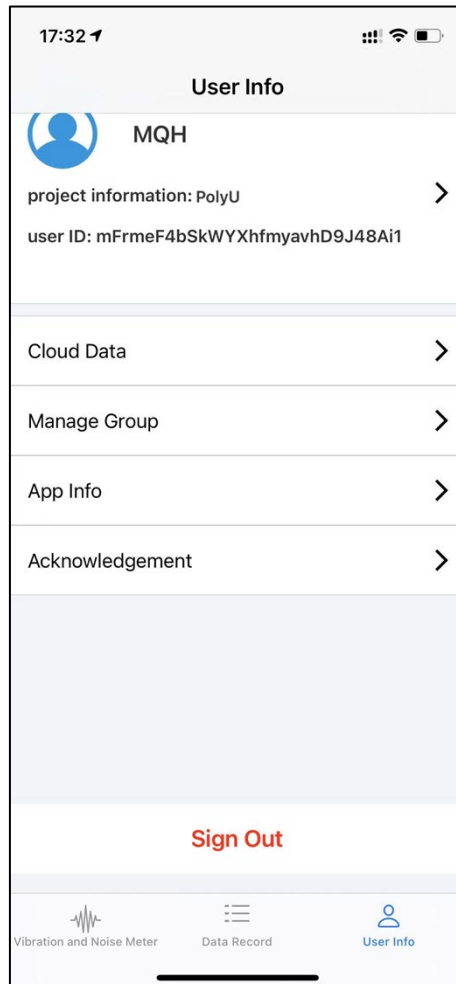 17:32
User Info
MQH
project information: PolyU
user ID: mFrmeF4bSkWYXhfmyavhD9J48Ai1
Cloud Data
Manage Group
App Info
Acknowledgement
Sign Out
Vibration and Noise Meter
Data Record
User Info